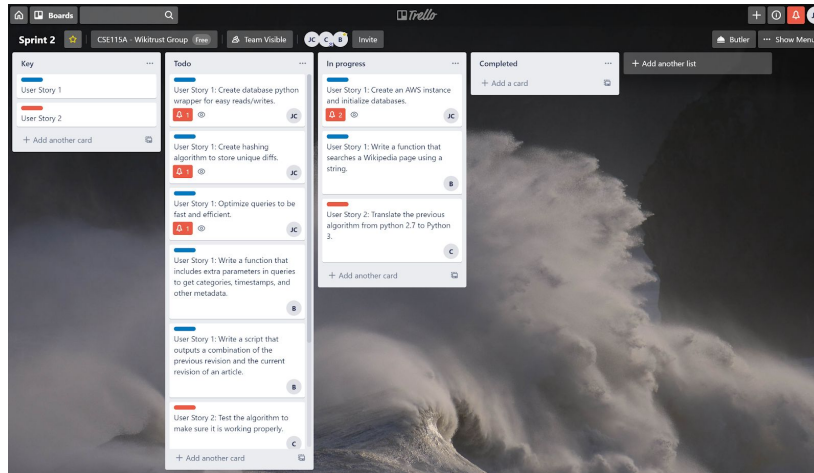 Boards
Trello
Sprint 2
CSE115A - Wikitrust Group Free
Team Visible
JC C B
Invite
Butler
... Show Menu
Key
...
User Story 1
User Story 2
+ Add another card
Todo
...
User Story 1: Create database python
wrapper for easy reads/writes.
1
JC
User Story 1: Create hashing
algorithm to store unique diffs.
1
JC
User Story 1: Optimize queries to be
fast and efficient.
1
JC
User Story 1: Write a function that
includes extra parameters in queries
to get categories, timestamps, and
other metadata.
B
User Story 1: Write a script that
outputs a combination of the
previous revision and the current
revision of an article.
B
User Story 2: Test the algorithm to
make sure it is working properly.
C
+ Add another card
In progress
...
User Story 1: Create an AWS instance
and initialize databases.
2
JC
User Story 1: Write a function that
searches a Wikipedia page using a
string.
B
User Story 2: Translate the previous
algorithm from python 2.7 to Python
3.
C
+ Add another card
Completed
...
+ Add a card
+ Add another list